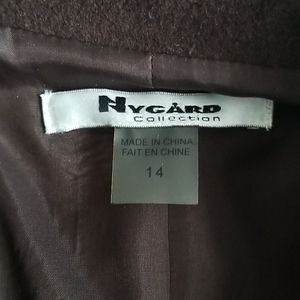 NYGÅRD
Collection
MADE IN CHINA
FAIT EN CHINE
14